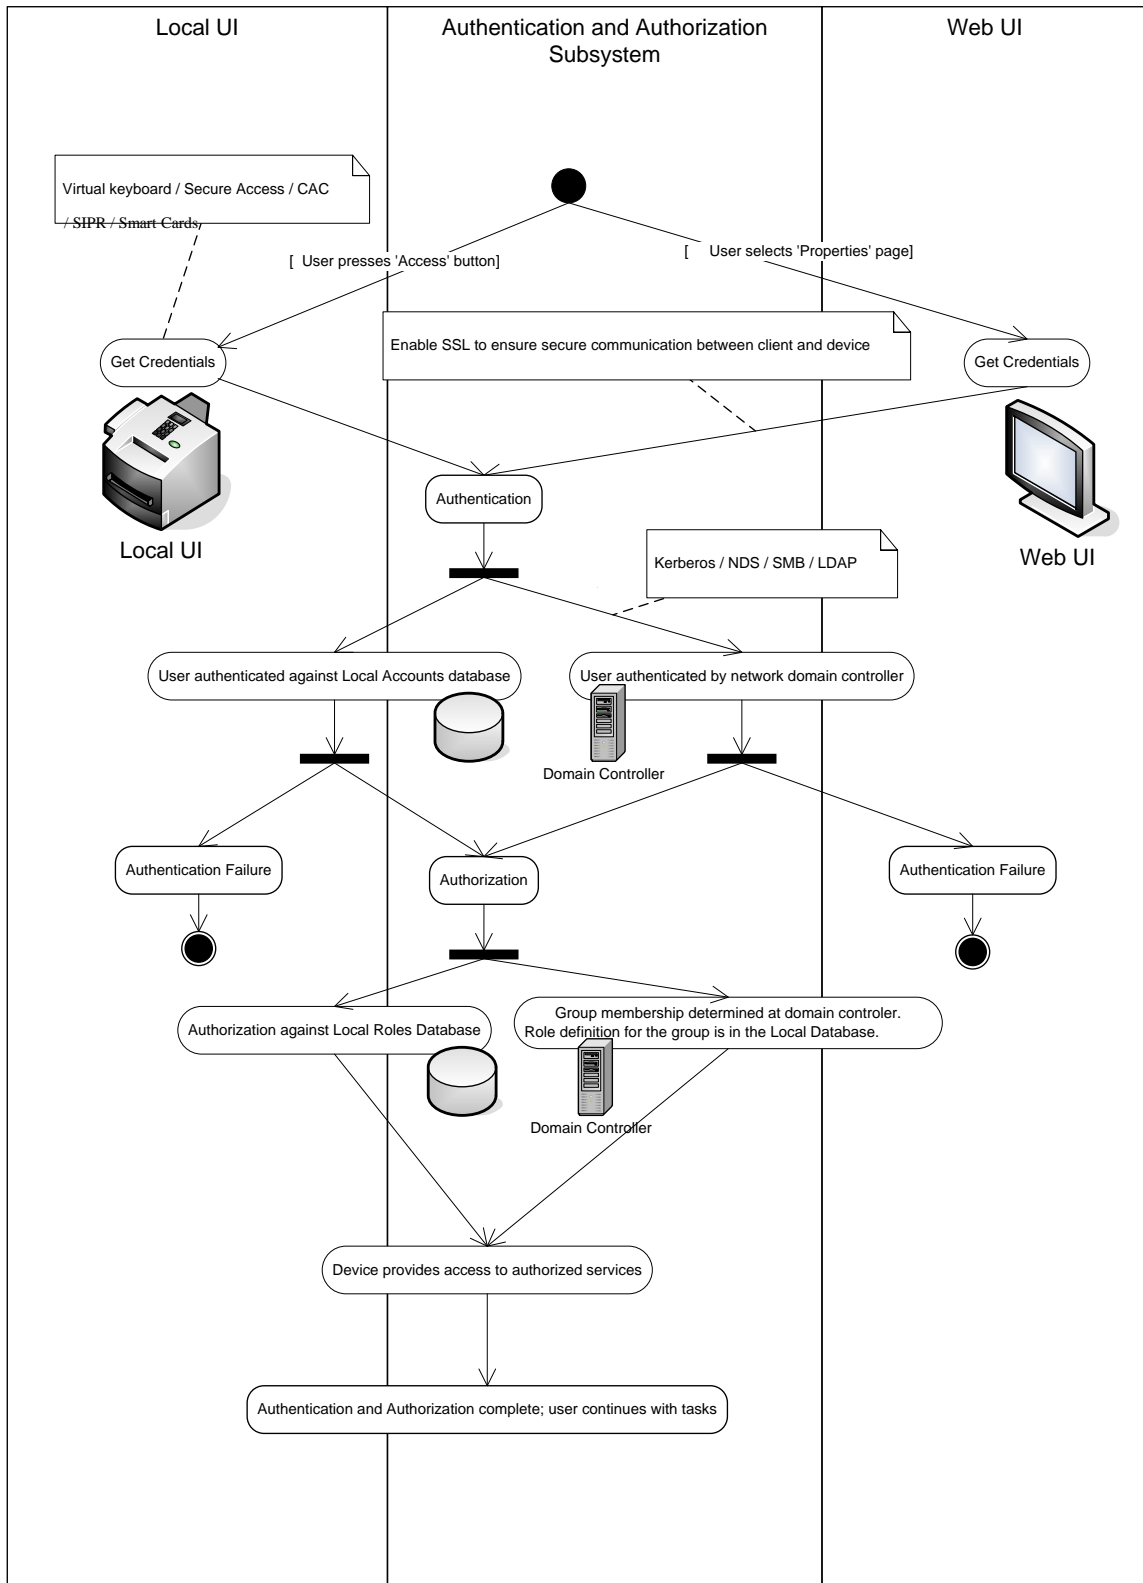 Local UI
Authentication and Authorization
Subsystem
Web UI
Virtual keyboard / Secure Access / CAC
/ SIPR / Smart Cards
[ User presses 'Access' button]
[ User selects 'Properties' page]
Enable SSL to ensure secure communication between client and device
Get Credentials
Get Credentials
Local UI
Authentication
Web UI
Kerberos / NDS / SMB / LDAP
User authenticated against Local Accounts database
User authenticated by network domain controller
Domain Controller
Authentication Failure
Authorization
Authentication Failure
Authorization against Local Roles Database
Group membership determined at domain controler.
Role definition for the group is in the Local Database.
Domain Controller
Device provides access to authorized services
Authentication and Authorization complete; user continues with tasks